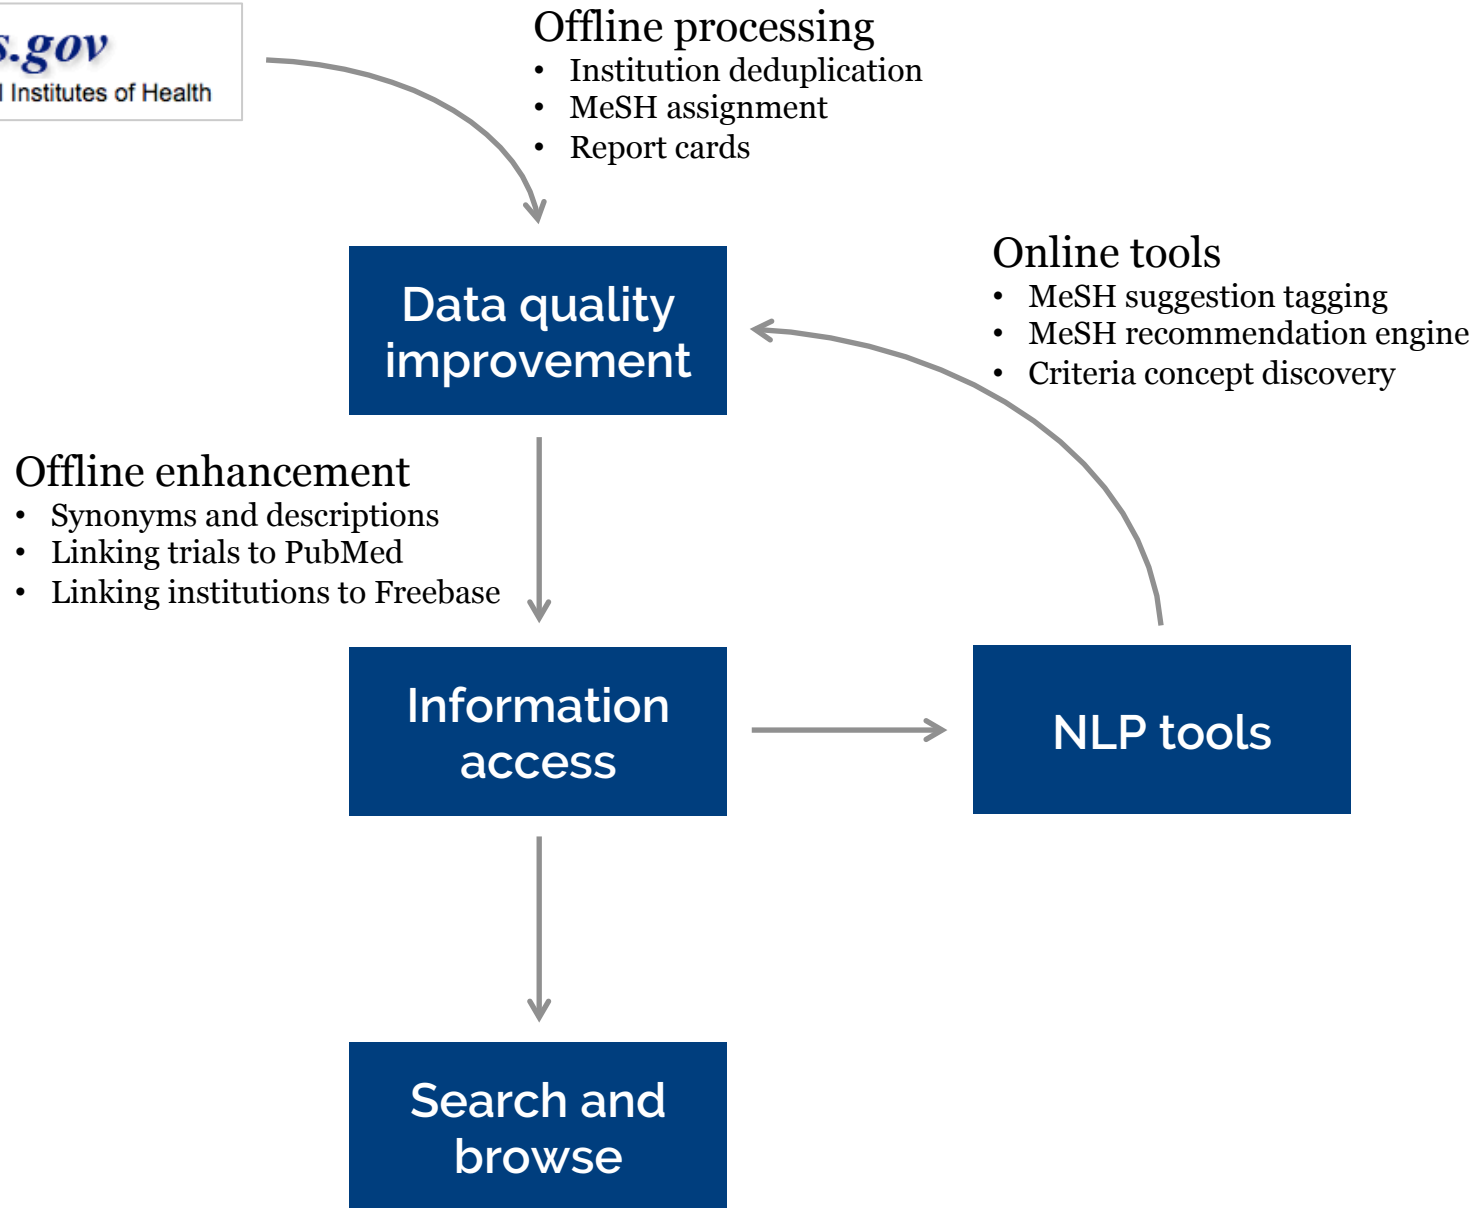 s.gov
Institutes of Health
Offline processing
• Institution deduplication
• MeSH assignment
• Report cards
Data quality
improvement
Online tools
• MeSH suggestion tagging
• MeSH recommendation engine
• Criteria concept discovery
Offline enhancement
• Synonyms and descriptions
• Linking trials to PubMed
• Linking institutions to Freebase
Information
access
NLP tools
Search and
browse